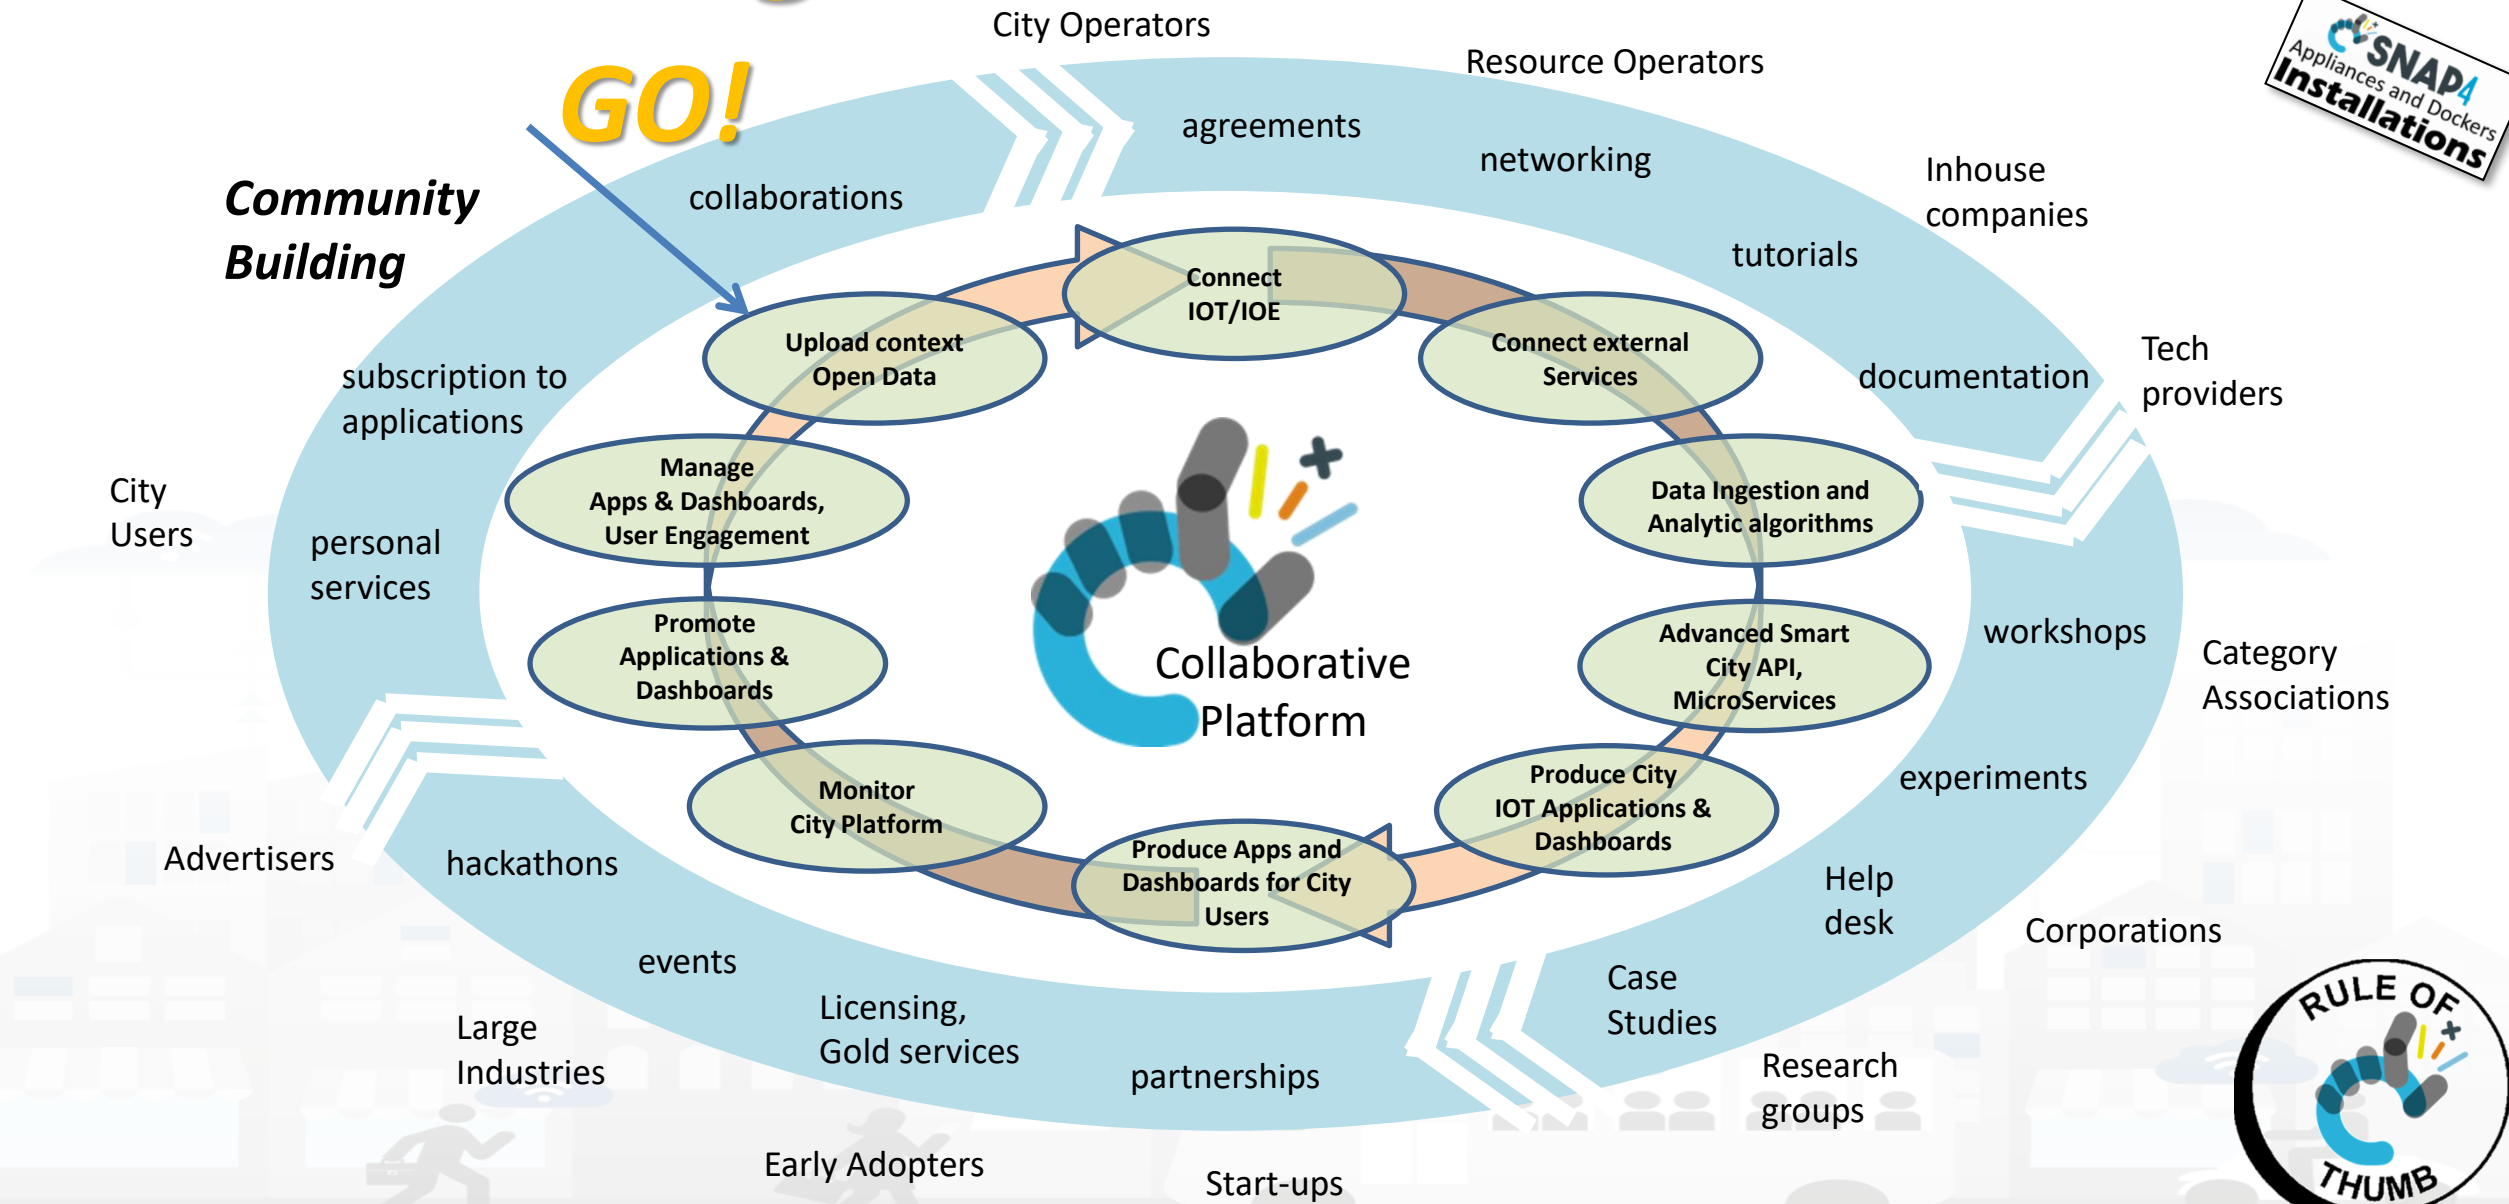 City Operators
GO!
Resource Operators
SNAP4
Appliances and Dockers
Installations
agreements
networking
Inhouse
companies
Community
Building
collaborations
tutorials
Connect
IOT/IOE
Upload context
Open Data
Connect external
Services
Tech
providers
subscription to
applications
documentation
Manage
Apps & Dashboards,
User Engagement
Data Ingestion and
Analytic algorithms
City
Users
personal
services
Promote
Applications &
Dashboards
Collaborative
Platform
Advanced Smart
City API,
MicroServices
workshops
Category
Associations
Monitor
City Platform
Produce City
IOT Applications &
Dashboards
experiments
Advertisers
hackathons
Produce Apps and
Dashboards for City
Users
Help
desk
Corporations
events
Case
Studies
Licensing,
Gold services
Large
Industries
partnerships
Research
groups
Early Adopters
Start-ups
RULE OF
THUMB